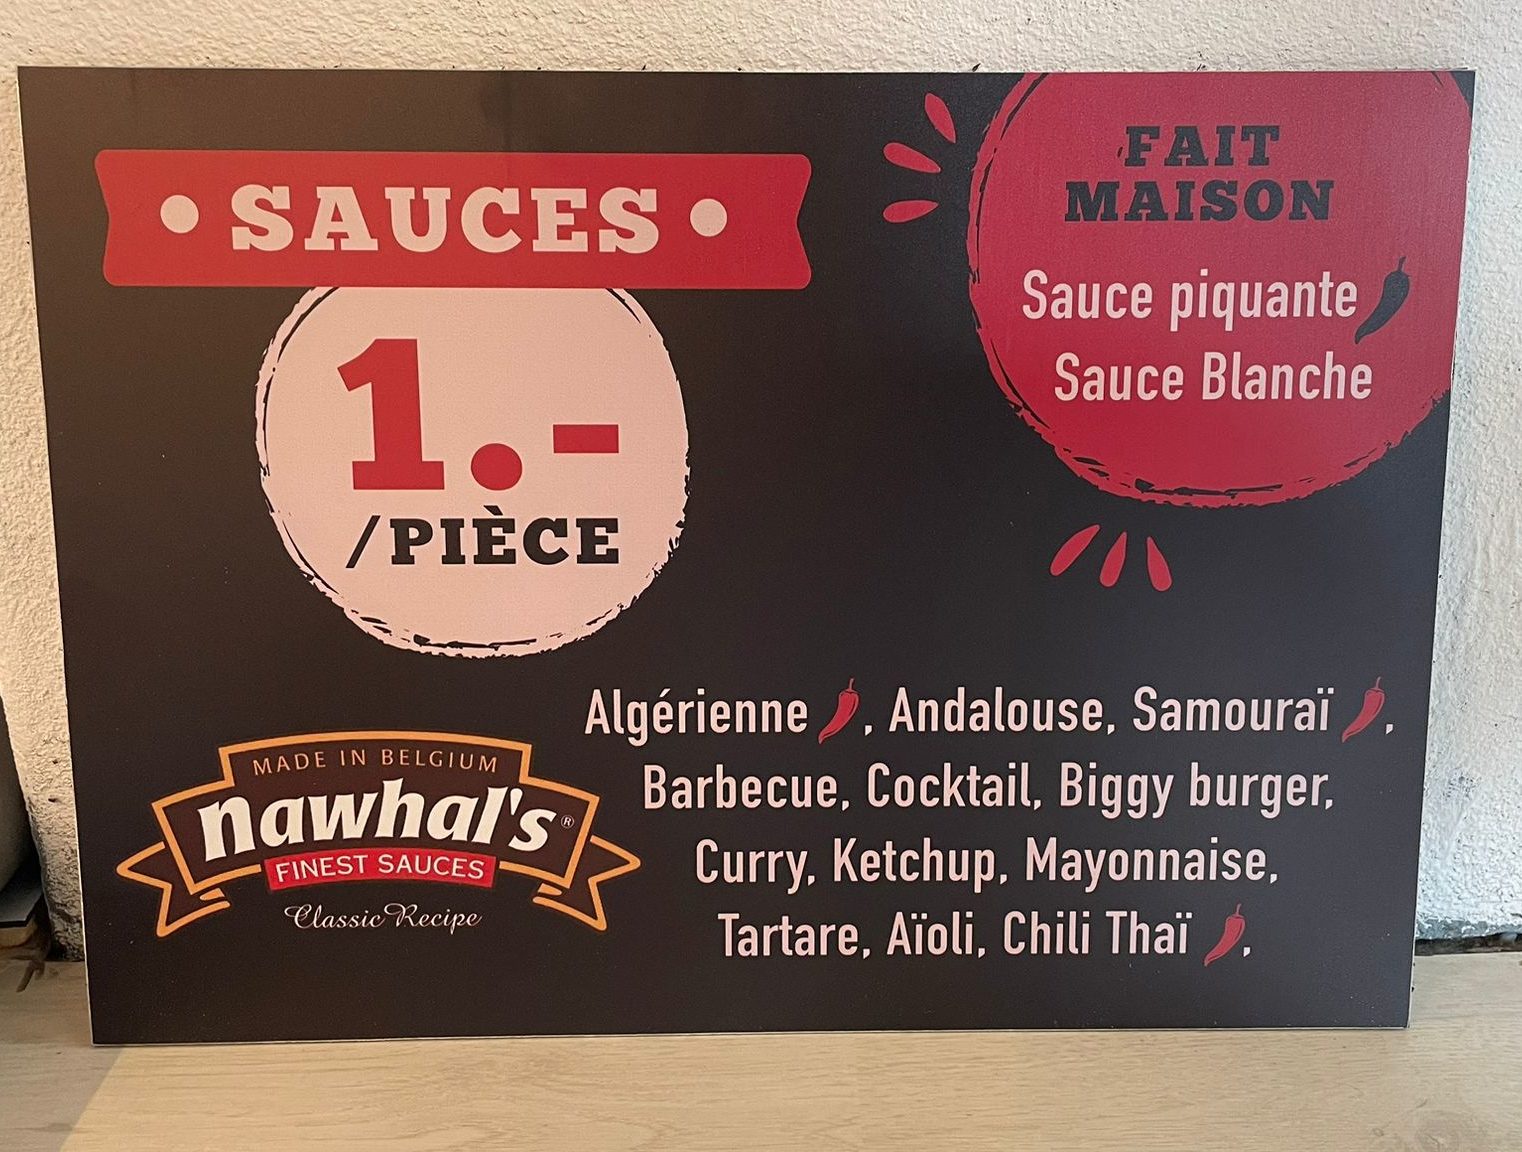 • SAUCES •
1.-
/PIÈCE
FAIT
MAISON
Sauce piquante
Sauce Blanche
MADE IN BELGIUM
nawhal's®
FINEST SAUCES
Classic Recipe
Algérienne , Andalouse, Samouraï ,
Barbecue, Cocktail, Biggy burger,
Curry, Ketchup, Mayonnaise,
Tartare, Aïoli, Chili Thaï ,